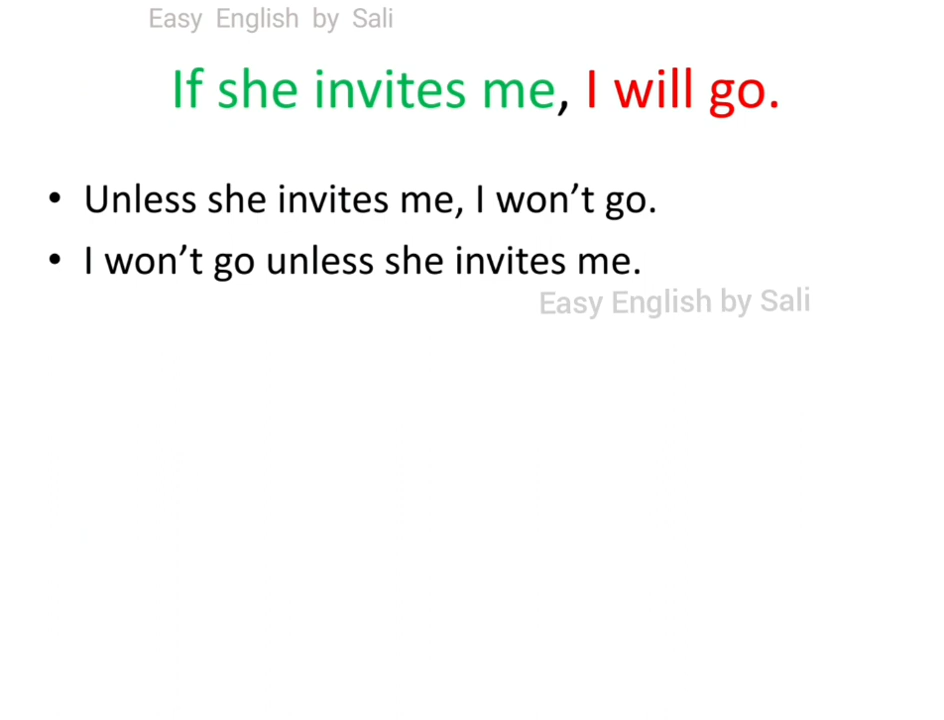 Easy English by Sali
If she invites me, I will go.
• Unless she invites me, I won’t go.
• I won’t go unless she invites me.
Easy English by Sali